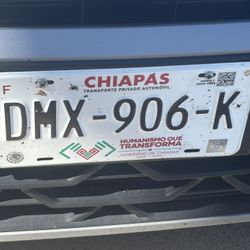 CHIAPAS
TRANSPORTE PRIVADO AUTOMÓVIL
F
DMX-906-K
HUMANISMO QUE
TRANSFORMA
GOBIERNO DE CHIAPAS